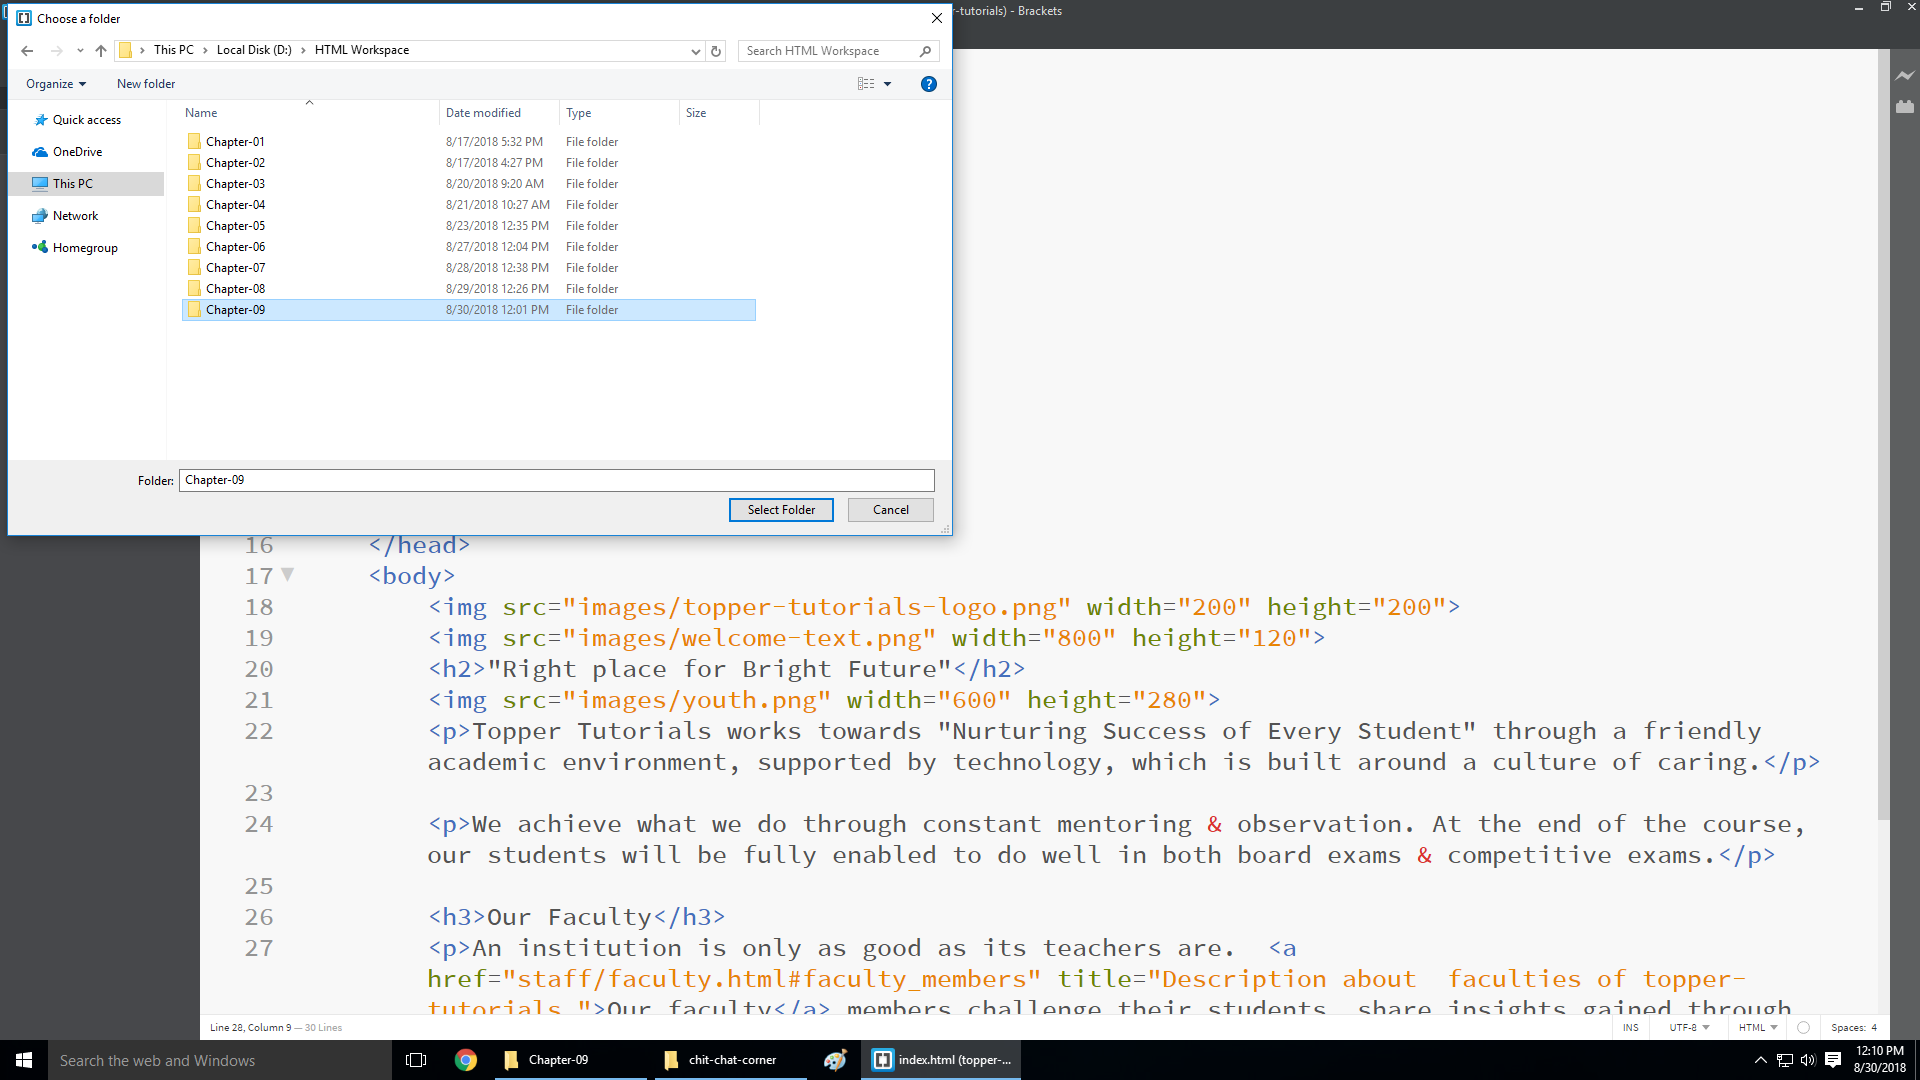 Choose a folder
r-tutorials) - Brackets
This PC > Local Disk (D:) > HTML Workspace
Search HTML Workspace
Organize
New folder
Name
Date modified
Type
Size
Quick access
OneDrive
This PC
Network
Homegroup
Chapter-01 8/17/2018 5:32 PM File folder
Chapter-02 8/17/2018 4:27 PM File folder
Chapter-03 8/20/2018 9:20 AM File folder
Chapter-04 8/21/2018 10:27 AM File folder
Chapter-05 8/23/2018 12:35 PM File folder
Chapter-06 8/27/2018 12:04 PM File folder
Chapter-07 8/28/2018 12:38 PM File folder
Chapter-08 8/29/2018 12:26 PM File folder
Chapter-09 8/30/2018 12:01 PM File folder
Folder: Chapter-09
Select Folder
Cancel
16 </head>
17 <body>
18 <img src="images/topper-tutorials-logo.png" width="200" height="200">
19 <img src="images/welcome-text.png" width="800" height="120">
20 <h2>"Right place for Bright Future"</h2>
21 <img src="images/youth.png" width="600" height="280">
22 <p>Topper Tutorials works towards "Nurturing Success of Every Student" through a friendly
academic environment, supported by technology, which is built around a culture of caring.</p>
23
24 <p>We achieve what we do through constant mentoring & observation. At the end of the course,
our students will be fully enabled to do well in both board exams & competitive exams.</p>
25
26 <h3>Our Faculty</h3>
27 <p>An institution is only as good as its teachers are.  <a
href="staff/faculty.html#faculty_members" title="Description about  faculties of topper-
tutorials ">Our faculty</a> members challenge their students, share insights gained through
Line 28, Column 9 — 30 Lines
INS
UTF-8
HTML
Spaces: 4
Search the web and Windows
Chapter-09
chit-chat-corner
index.html (topper-...
12:10 PM
8/30/2018